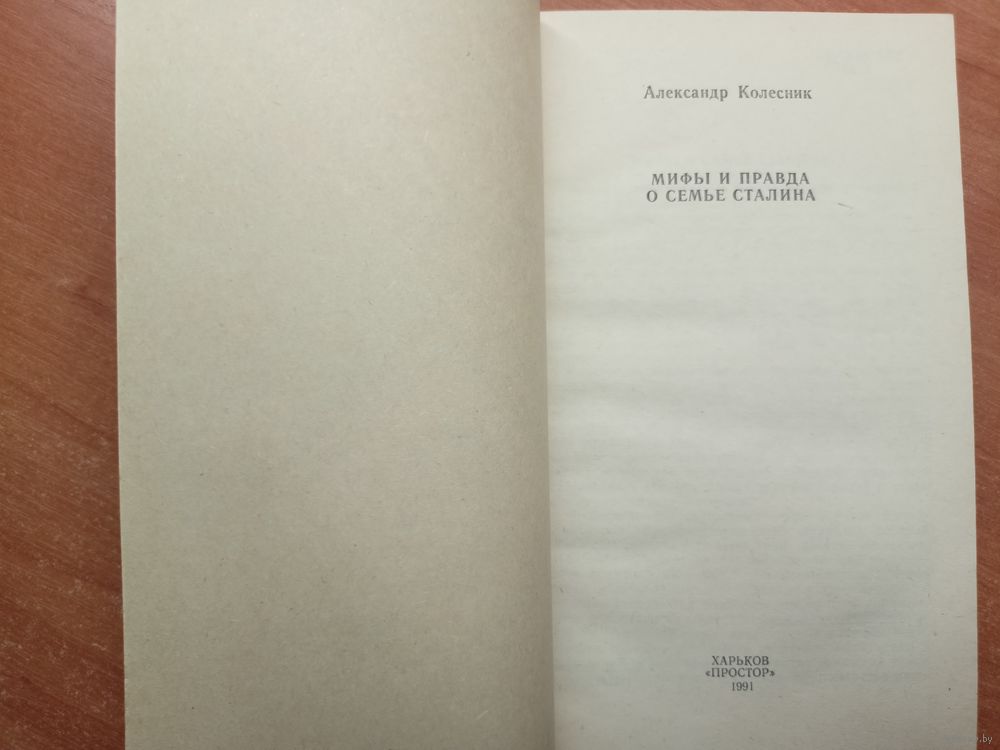 Александр Колесник
МИФЫ И ПРАВДА
О СЕМЬЕ СТАЛИНА
ХАРЬКОВ
«ПРОСТОР»
1991